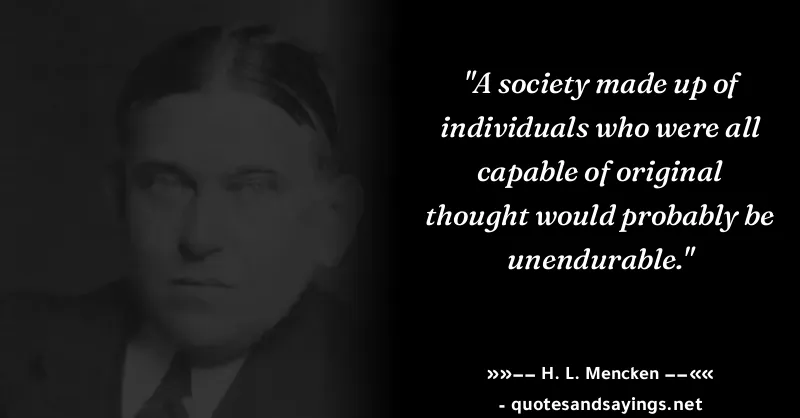 "A society made up of
individuals who were all
capable of original
thought would probably be
unendurable."
»»–– H. L. Mencken ––««
- quotesandsayings.net